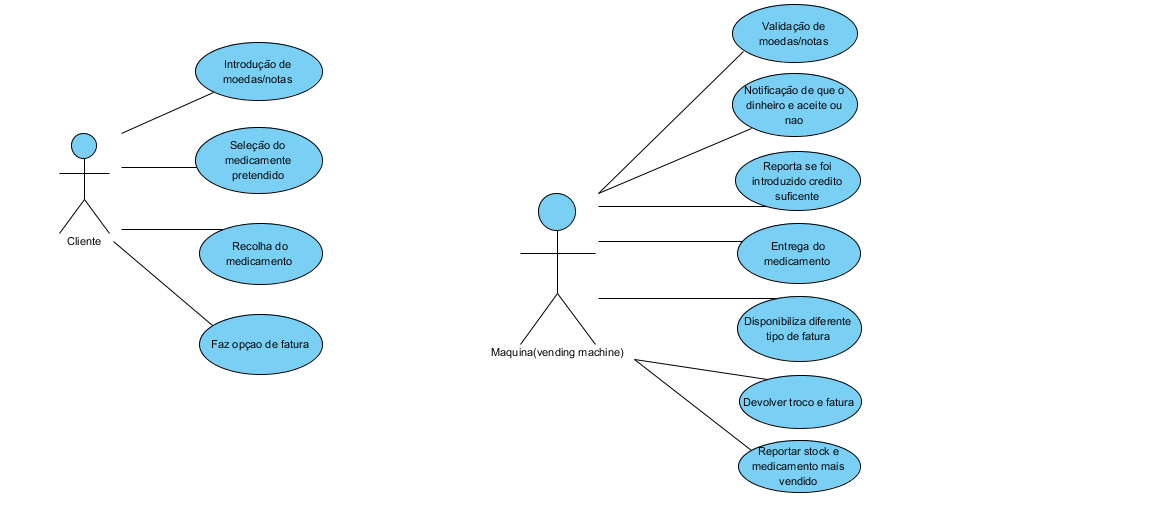 Introdução de
moedas/notas
Seleção do
medicamente
pretendido
Cliente
Recolha do
medicamento
Faz opçao de fatura
Validação de
moedas/notas
Notificação de que o
dinheiro e aceite ou
nao
Reporta se foi
introduzido credito
suficente
Entrega do
medicamento
Disponibiliza diferente
tipo de fatura
Maquina(vending machine)
Devolver troco e fatura
Reportar stock e
medicamento mais
vendido